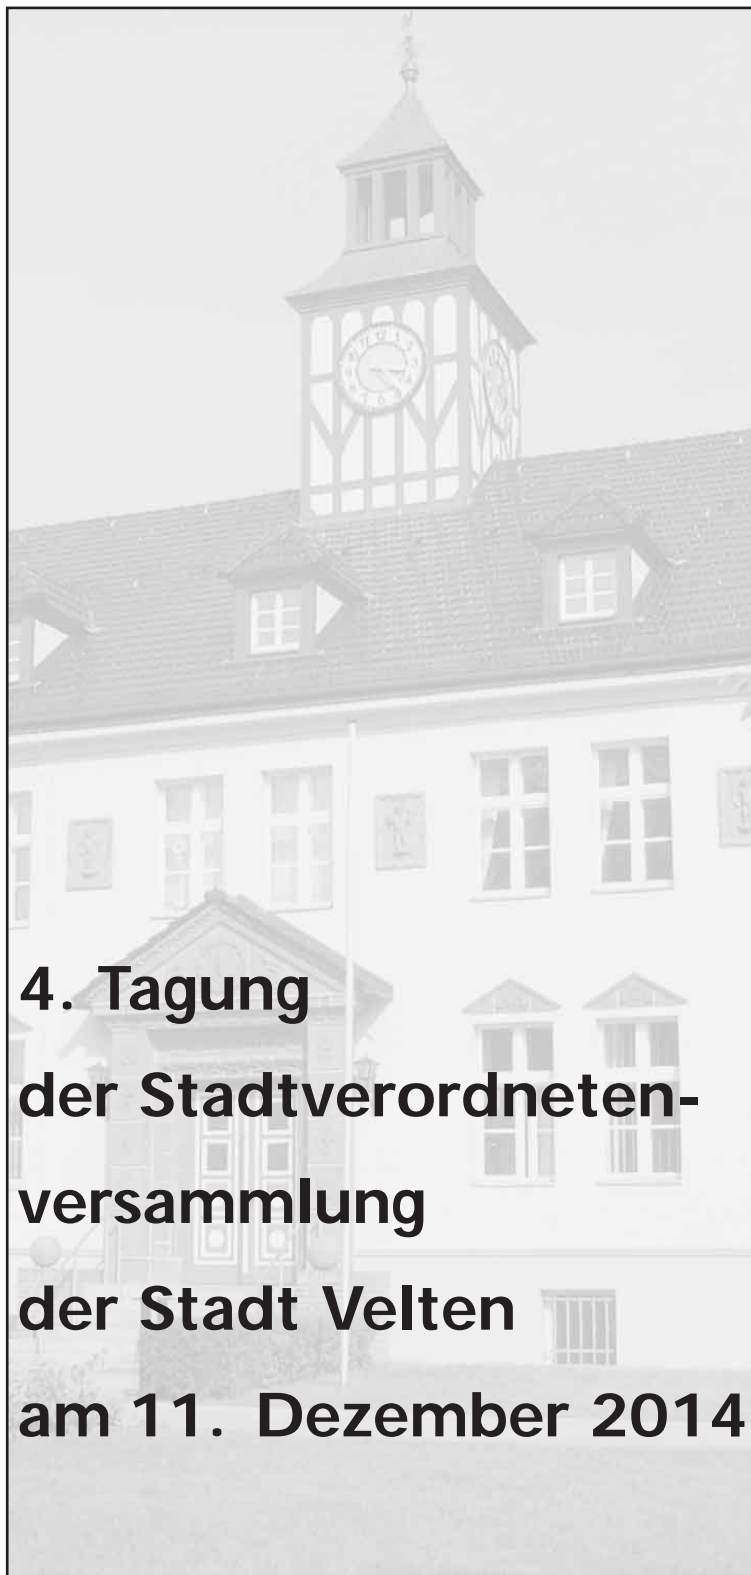 4. Tagung
der Stadtverordneten-
versammlung
der Stadt Velten
am 11. Dezember 2014